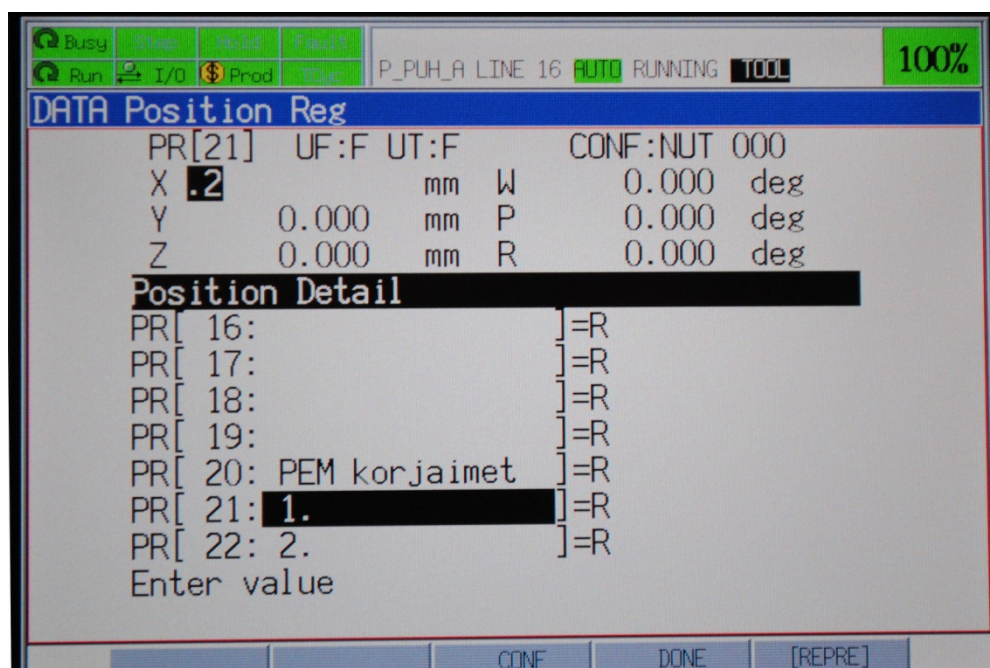 Busy Step Hold Fault
Run I/O Prod
P_PUH_A LINE 16 AUTO RUNNING TOOL
100%
DATA Position Reg
PR[21] UF:F UT:F CONF:NUT 000
X .2 mm W 0.000 deg
Y 0.000 mm P 0.000 deg
Z 0.000 mm R 0.000 deg
Position Detail
PR[ 16: ]=R
PR[ 17: ]=R
PR[ 18: ]=R
PR[ 19: ]=R
PR[ 20: PEM korjaimet ]=R
PR[ 21: 1. ]=R
PR[ 22: 2. ]=R
Enter value
CONF DONE [REPRE]